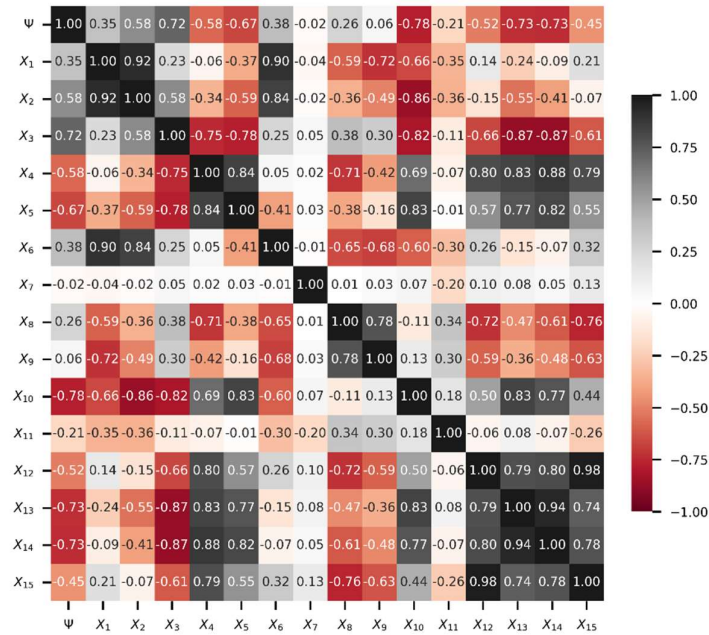 Ψ 1.00 0.35 0.58 0.72 -0.58 -0.67 0.38 -0.02 0.26 0.06 -0.78 -0.21 -0.52 -0.73 -0.73 -0.45
X₁ 0.35 1.00 0.92 0.23 -0.06 -0.37 0.90 -0.04 -0.59 -0.72 -0.66 -0.35 0.14 -0.24 -0.09 0.21
X₂ 0.58 0.92 1.00 0.58 -0.34 -0.59 0.84 -0.02 -0.36 -0.49 -0.86 -0.36 -0.15 -0.55 -0.41 -0.07
X₃ 0.72 0.23 0.58 1.00 -0.75 -0.78 0.25 0.05 0.38 0.30 -0.82 -0.11 -0.66 -0.87 -0.87 -0.61
X₄ -0.58 -0.06 -0.34 -0.75 1.00 0.84 0.05 0.02 -0.71 -0.42 0.69 -0.07 0.80 0.83 0.88 0.79
X₅ -0.67 -0.37 -0.59 -0.78 0.84 1.00 -0.41 0.03 -0.38 -0.16 0.83 -0.01 0.57 0.77 0.82 0.55
X₆ 0.38 0.90 0.84 0.25 0.05 -0.41 1.00 -0.01 -0.65 -0.68 -0.60 -0.30 0.26 -0.15 -0.07 0.32
X₇ -0.02 -0.04 -0.02 0.05 0.02 0.03 -0.01 1.00 0.01 0.03 0.07 -0.20 0.10 0.08 0.05 0.13
X₈ 0.26 -0.59 -0.36 0.38 -0.71 -0.38 -0.65 0.01 1.00 0.78 -0.11 0.34 -0.72 -0.47 -0.61 -0.76
X₉ 0.06 -0.72 -0.49 0.30 -0.42 -0.16 -0.68 0.03 0.78 1.00 0.13 0.30 -0.59 -0.36 -0.48 -0.63
X₁₀ -0.78 -0.66 -0.86 -0.82 0.69 0.83 -0.60 0.07 -0.11 0.13 1.00 0.18 0.50 0.83 0.77 0.44
X₁₁ -0.21 -0.35 -0.36 -0.11 -0.07 -0.01 -0.30 -0.20 0.34 0.30 0.18 1.00 -0.06 0.08 -0.07 -0.26
X₁₂ -0.52 0.14 -0.15 -0.66 0.80 0.57 0.26 0.10 -0.72 -0.59 0.50 -0.06 1.00 0.79 0.80 0.98
X₁₃ -0.73 -0.24 -0.55 -0.87 0.83 0.77 -0.15 0.08 -0.47 -0.36 0.83 0.08 0.79 1.00 0.94 0.74
X₁₄ -0.73 -0.09 -0.41 -0.87 0.88 0.82 -0.07 0.05 -0.61 -0.48 0.77 -0.07 0.80 0.94 1.00 0.78
X₁₅ -0.45 0.21 -0.07 -0.61 0.79 0.55 0.32 0.13 -0.76 -0.63 0.44 -0.26 0.98 0.74 0.78 1.00
Ψ X₁ X₂ X₃ X₄ X₅ X₆ X₇ X₈ X₉ X₁₀ X₁₁ X₁₂ X₁₃ X₁₄ X₁₅
1.00
0.75
0.50
0.25
0.00
−0.25
−0.50
−0.75
−1.00